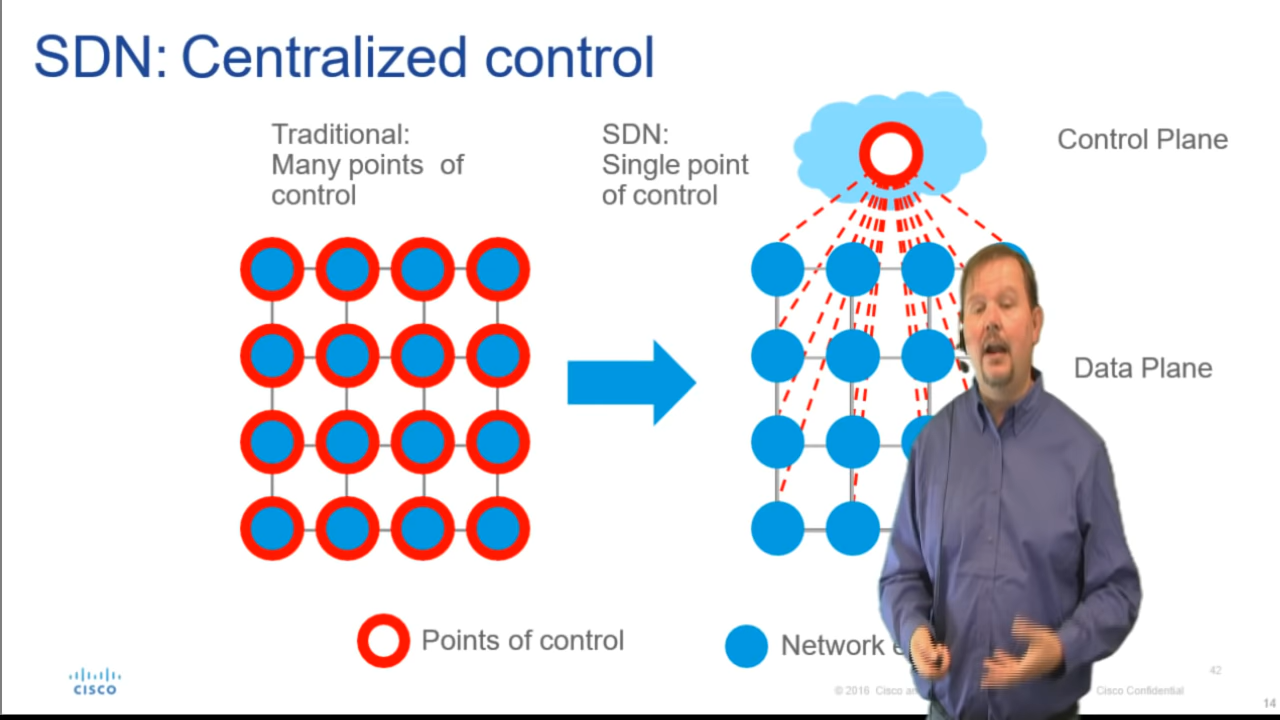 SDN: Centralized control
Traditional:
Many points of
control
SDN:
Single point
of control
Control Plane
Data Plane
Points of control
Network
42
© 2016 Cisco
Cisco Confidential
CISCO
14